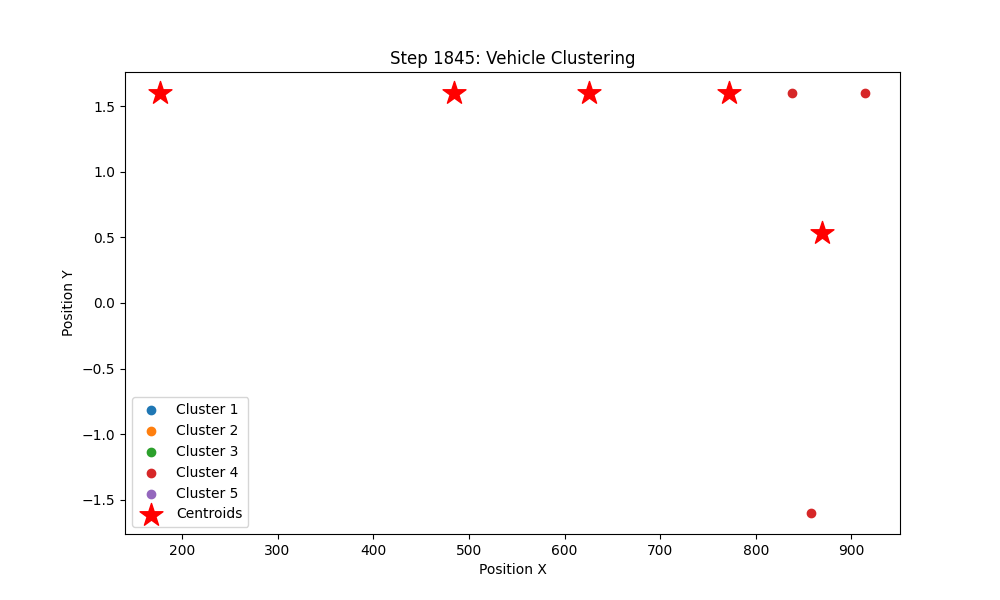 Step 1845: Vehicle Clustering
Position Y
1.5
1.0
0.5
0.0
−0.5
−1.0
−1.5
Cluster 1
Cluster 2
Cluster 3
Cluster 4
Cluster 5
Centroids
200 300 400 500 600 700 800 900
Position X